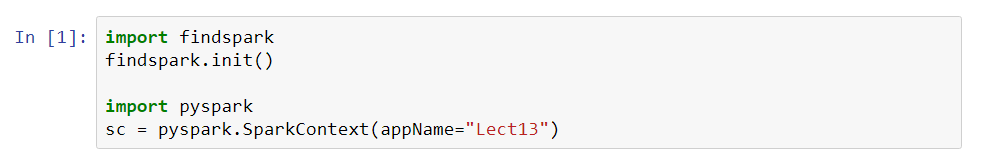 In [1]: import findspark
findspark.init()
import pyspark
sc = pyspark.SparkContext(appName="Lect13")